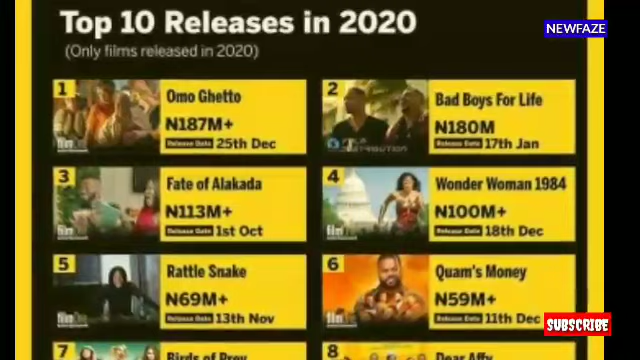 Top 10 Releases in 2020
(Only films released in 2020)
NEWFAZE
1
Omo Ghetto
N187M+
Release Date 25th Dec
2
Bad Boys For Life
N180M
Release Date 17th Jan
3
Fate of Alakada
N113M+
Release Date 1st Oct
4
Wonder Woman 1984
N100M+
Release Date 18th Dec
5
Rattle Snake
N69M+
Release Date 13th Nov
6
Quam's Money
N59M+
Release Date 11th Dec
7
Birds of Prey
8
Dear Affy
SUBSCRIBE